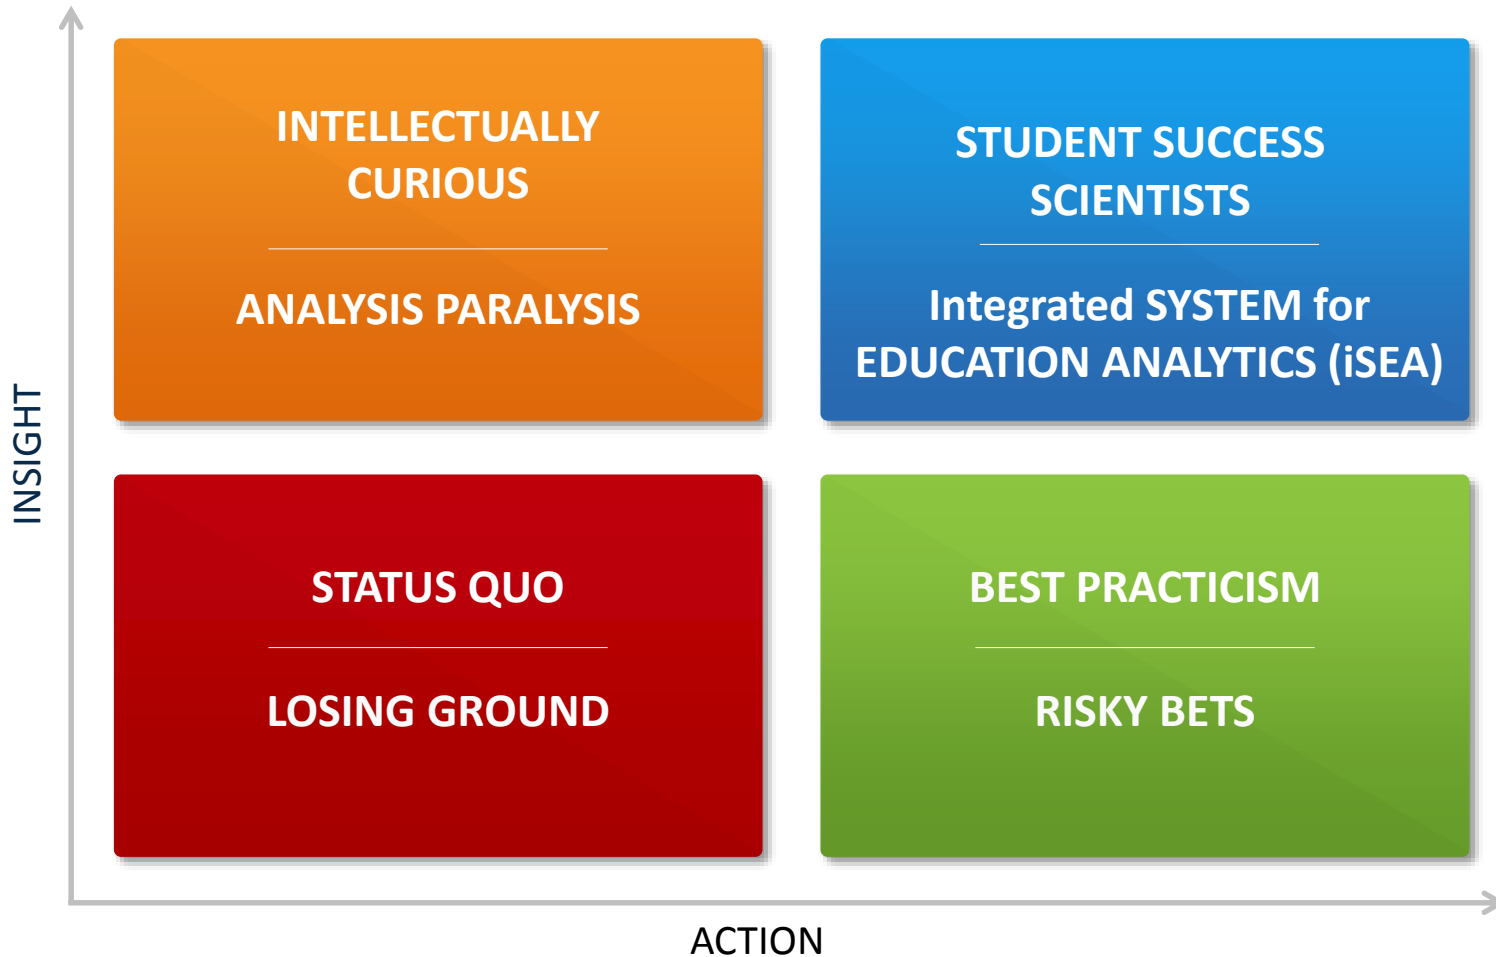 INTELLECTUALLY
CURIOUS
ANALYSIS PARALYSIS
STUDENT SUCCESS
SCIENTISTS
Integrated SYSTEM for
EDUCATION ANALYTICS (iSEA)
INSIGHT
STATUS QUO
LOSING GROUND
BEST PRACTICISM
RISKY BETS
ACTION